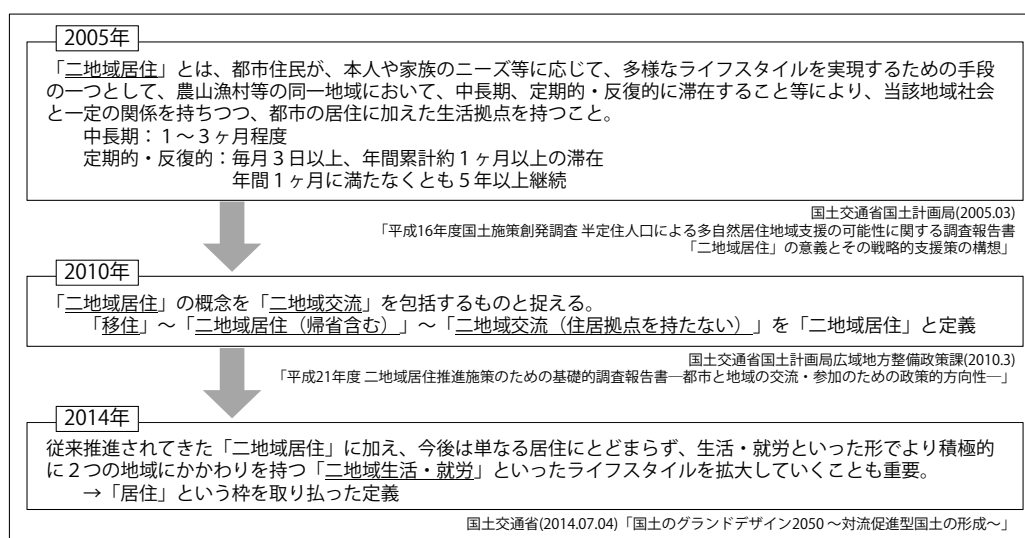 2005年
「二地域居住」とは、都市住民が、本人や家族のニーズ等に応じて、多様なライフスタイルを実現するための手段
の一つとして、農山漁村等の同一地域において、中長期、定期的・反復的に滞在すること等により、当該地域社会
と一定の関係を持ちつつ、都市の居住に加えた生活拠点を持つこと。
中長期：１～３ヶ月程度
定期的・反復的：毎月３日以上、年間累計約１ヶ月以上の滞在
年間１ヶ月に満たなくとも５年以上継続
国土交通省国土計画局(2005.03)
「平成16年度国土施策創発調査 半定住人口による多自然居住地域支援の可能性に関する調査報告書
「二地域居住」の意義とその戦略的支援策の構想」
2010年
「二地域居住」の概念を「二地域交流」を包括するものと捉える。
「移住」～「二地域居住（帰省含む）」～「二地域交流（住居拠点を持たない）」を「二地域居住」と定義
国土交通省国土計画局広域地方整備政策課(2010.3)
「平成21年度 二地域居住推進施策のための基礎的調査報告書―都市と地域の交流・参加のための政策的方向性―」
2014年
従来推進されてきた「二地域居住」に加え、今後は単なる居住にとどまらず、生活・就労といった形でより積極的
に２つの地域にかかわりを持つ「二地域生活・就労」といったライフスタイルを拡大していくことも重要。
→「居住」という枠を取り払った定義
国土交通省(2014.07.04)「国土のグランドデザイン2050 ～対流促進型国土の形成～」